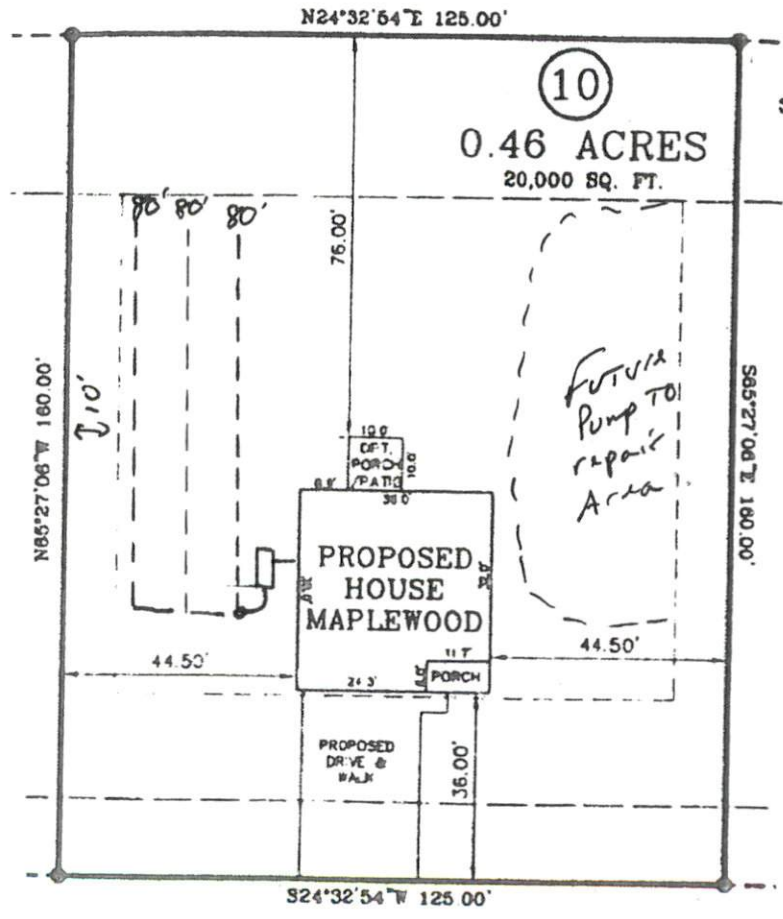 N24°32'54"E 125.00'
10
0.46 ACRES
20,000 SQ. FT.
80' 80' 80'
76.00'
10'
N65°27'06"W 160.00'
S65°27'06"E 160.00'
Future
Pump TO
repair
Area
10.0'
OPT.
PORCH
/PATIO
10.0'
PROPOSED
HOUSE
MAPLEWOOD
44.50'
44.50'
PORCH
PROPOSED
DRIVE &
WALK
36.00'
S24°32'54"W 125.00'